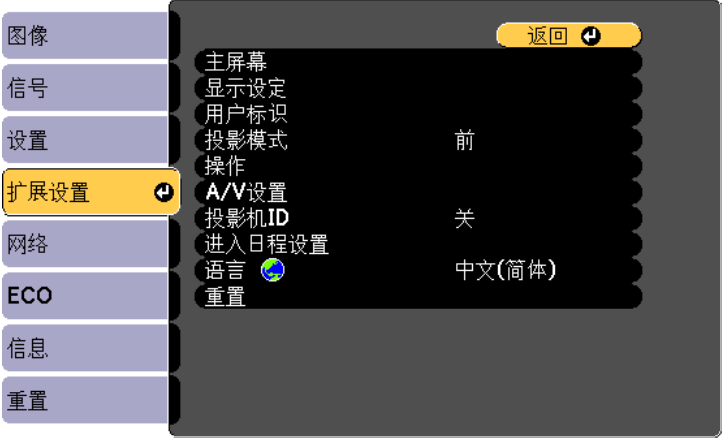 图像
信号
设置
扩展设置
网络
ECO
信息
重置
返回
主屏幕
显示设定
用户标识
投影模式 前
操作
A/V设置
投影机ID 关
进入日程设置
语言 中文(简体)
重置